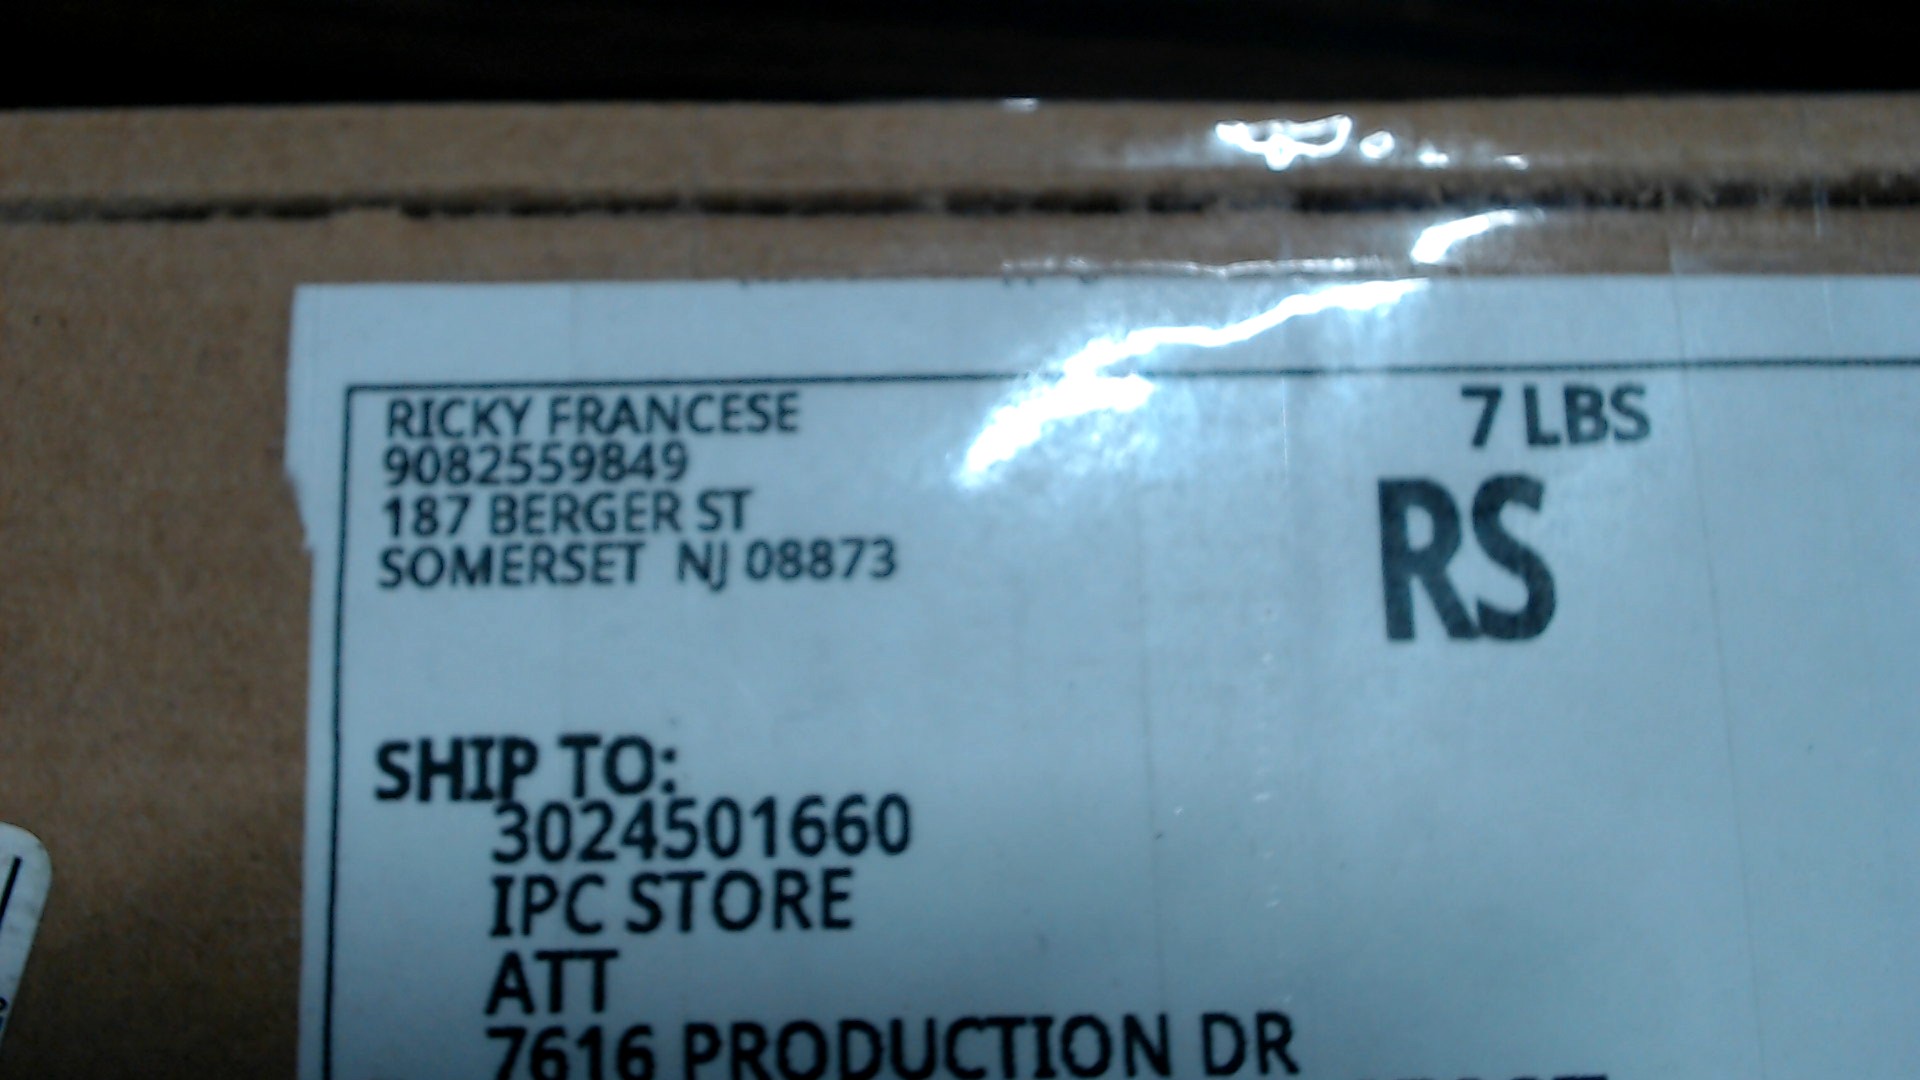 RICKY FRANCESE
9082559849
187 BERGER ST
SOMERSET NJ 08873
7 LBS
RS
SHIP TO:
3024501660
IPC STORE
ATT
7616 PRODUCTION DR